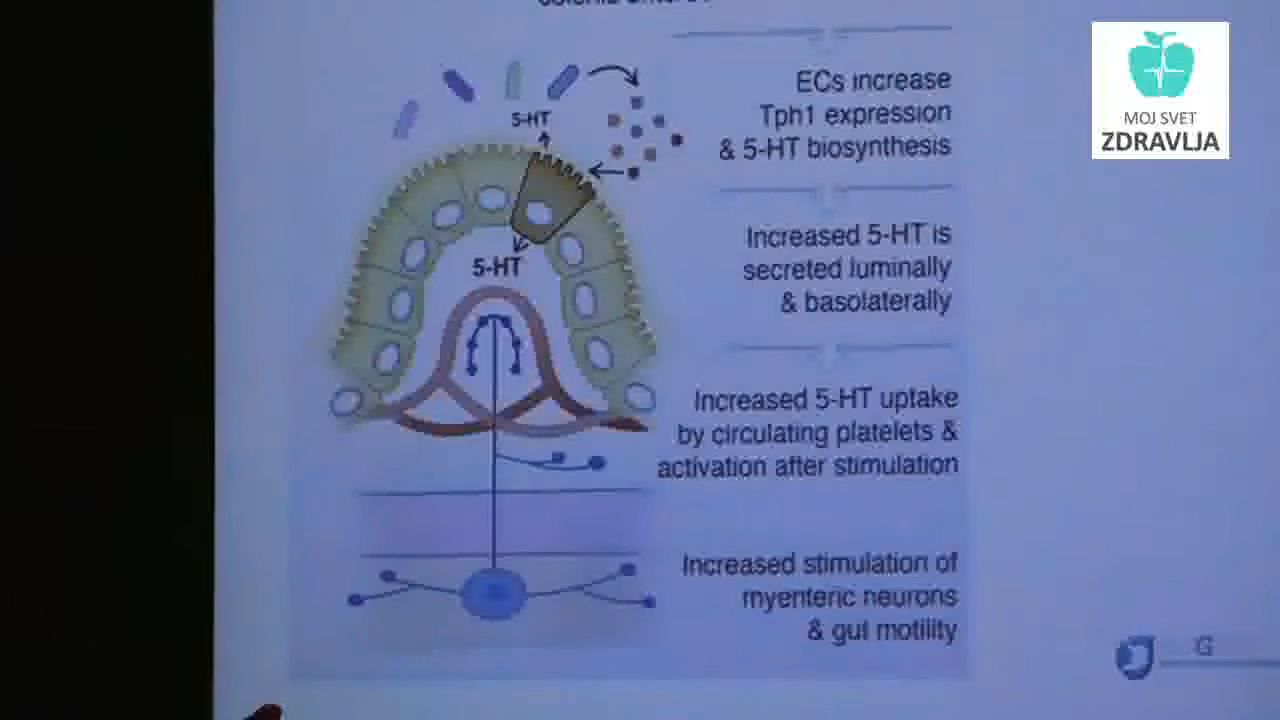 ECs increase
Tph1 expression
& 5-HT biosynthesis
Increased 5-HT is
secreted luminally
& basolaterally
Increased 5-HT uptake
by circulating platelets &
activation after stimulation
Increased stimulation of
myenteric neurons
& gut motility
5-HT
5-HT
MOJ SVET
ZDRAVLJA
G